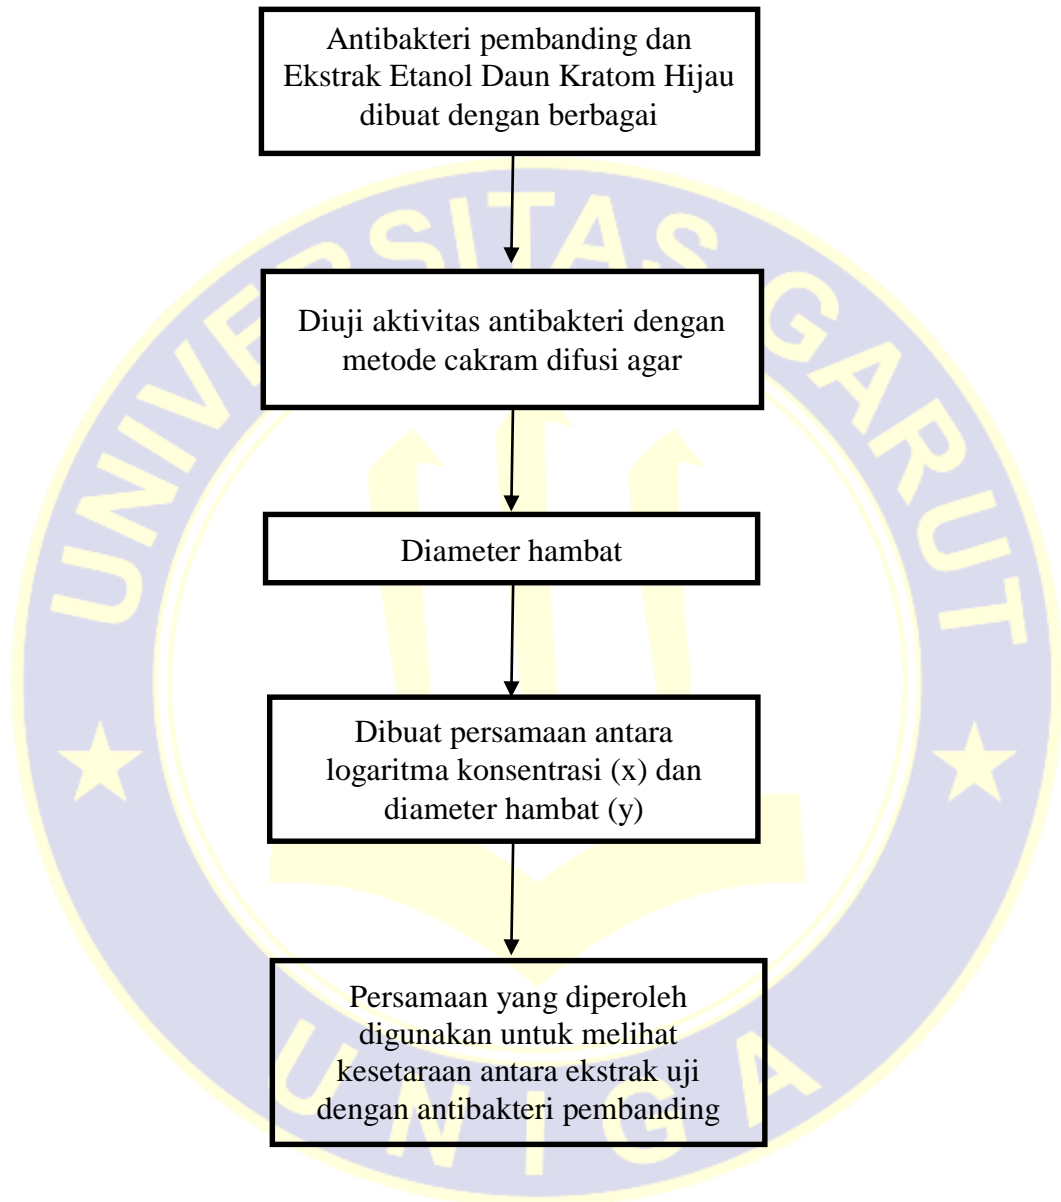 Antibakteri pembanding dan
Ekstrak Etanol Daun Kratom Hijau
dibuat dengan berbagai
Diuji aktivitas antibakteri dengan
metode cakram difusi agar
Diameter hambat
Dibuat persamaan antara
logaritma konsentrasi (x) dan
diameter hambat (y)
Persamaan yang diperoleh
digunakan untuk melihat
kesetaraan antara ekstrak uji
dengan antibakteri pembanding
UNIVERSITAS GARUT
UNIGA